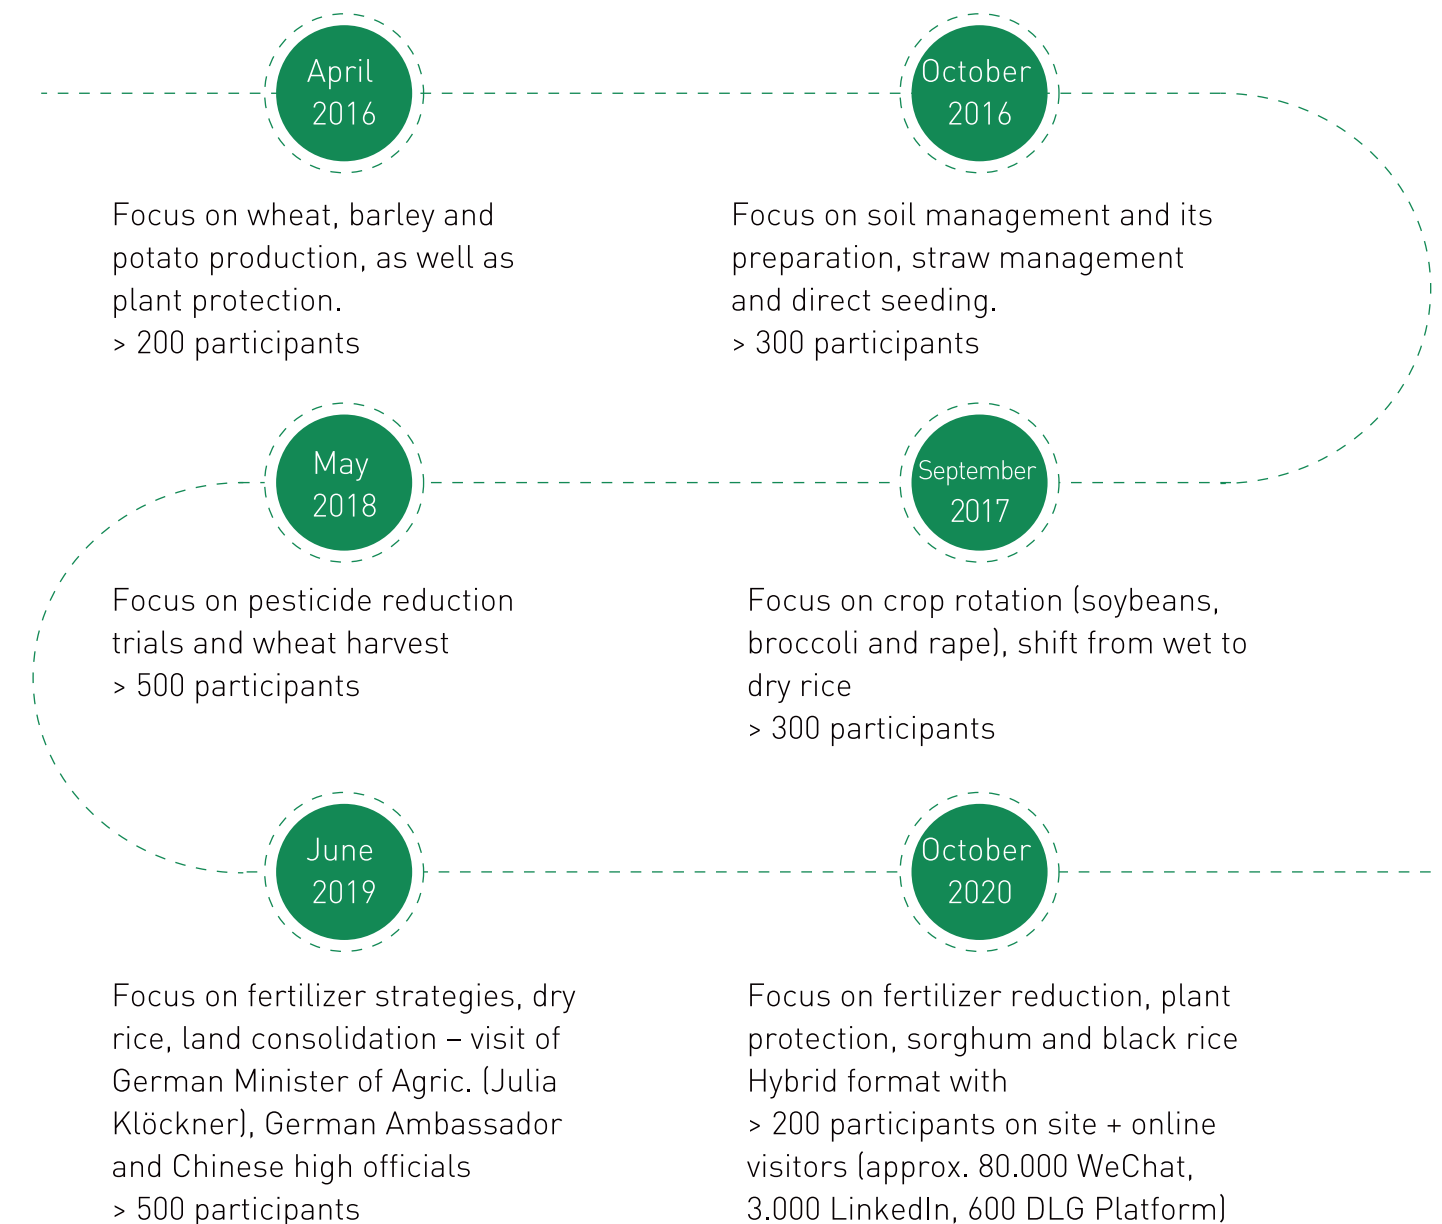 April
2016
Focus on wheat, barley and
potato production, as well as
plant protection.
> 200 participants
October
2016
Focus on soil management and its
preparation, straw management
and direct seeding.
> 300 participants
September
2017
Focus on crop rotation (soybeans,
broccoli and rape), shift from wet to
dry rice
> 300 participants
May
2018
Focus on pesticide reduction
trials and wheat harvest
> 500 participants
June
2019
Focus on fertilizer strategies, dry
rice, land consolidation – visit of
German Minister of Agric. (Julia
Klöckner), German Ambassador
and Chinese high officials
> 500 participants
October
2020
Focus on fertilizer reduction, plant
protection, sorghum and black rice
Hybrid format with
> 200 participants on site + online
visitors (approx. 80.000 WeChat,
3.000 LinkedIn, 600 DLG Platform)